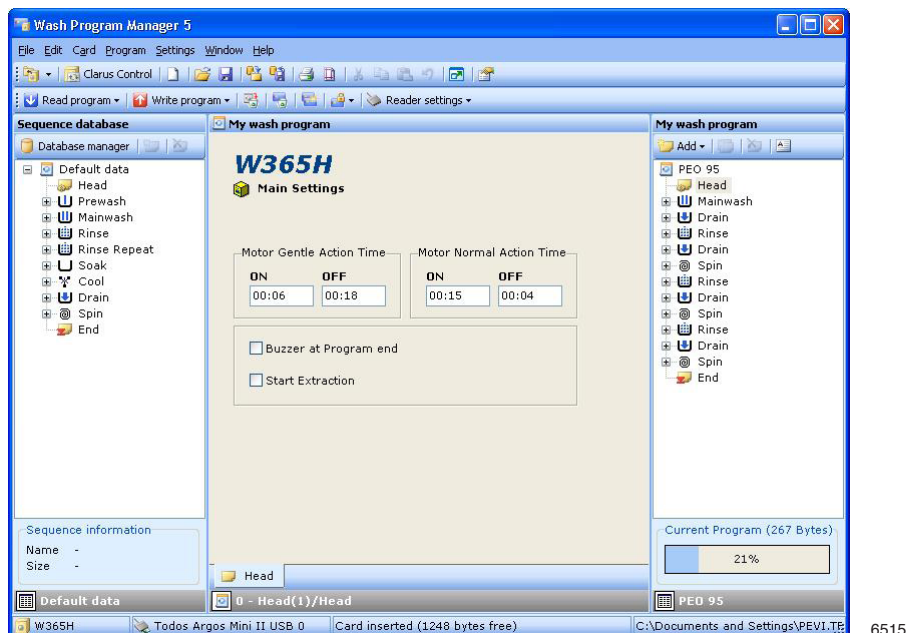 Wash Program Manager 5
File Edit Card Program Settings Window Help
Clarus Control
Read program Write program Reader settings
Sequence database
Database manager
Default data
Head
Prewash
Mainwash
Rinse
Rinse Repeat
Soak
Cool
Drain
Spin
End
Sequence information
Name -
Size -
Default data
My wash program
W365H
Main Settings
Motor Gentle Action Time
ON OFF
00:06 00:18
Motor Normal Action Time
ON OFF
00:15 00:04
Buzzer at Program end
Start Extraction
Head
0 - Head(1)/Head
My wash program
Add
PEO 95
Head
Mainwash
Drain
Rinse
Drain
Spin
Rinse
Drain
Spin
Rinse
Drain
Spin
End
Current Program (267 Bytes)
21%
PEO 95
W365H Todos Argos Mini II USB 0 Card inserted (1248 bytes free) C:\Documents and Settings\PEVI.TE
6515